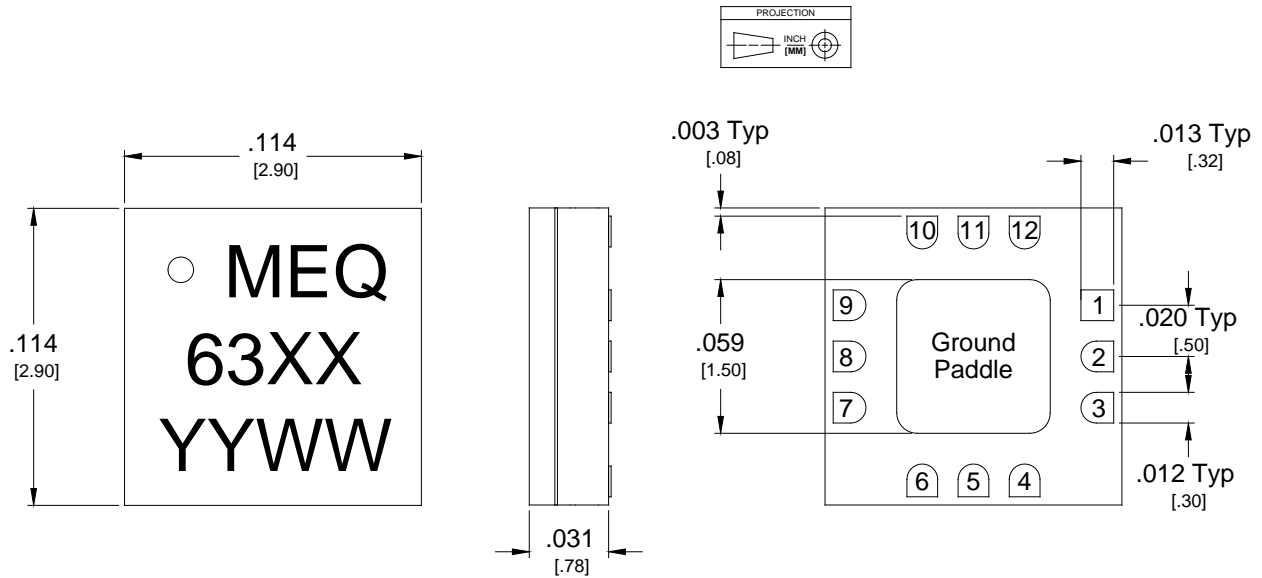 PROJECTION
INCH
[MM]
.114
[2.90]
.114
[2.90]
MEQ
63XX
YYWW
.031
[.78]
.003 Typ
[.08]
.013 Typ
[.32]
10 11 12
9
8
7
1
2
3
6 5 4
Ground
Paddle
.059
[1.50]
.020 Typ
[.50]
.012 Typ
[.30]